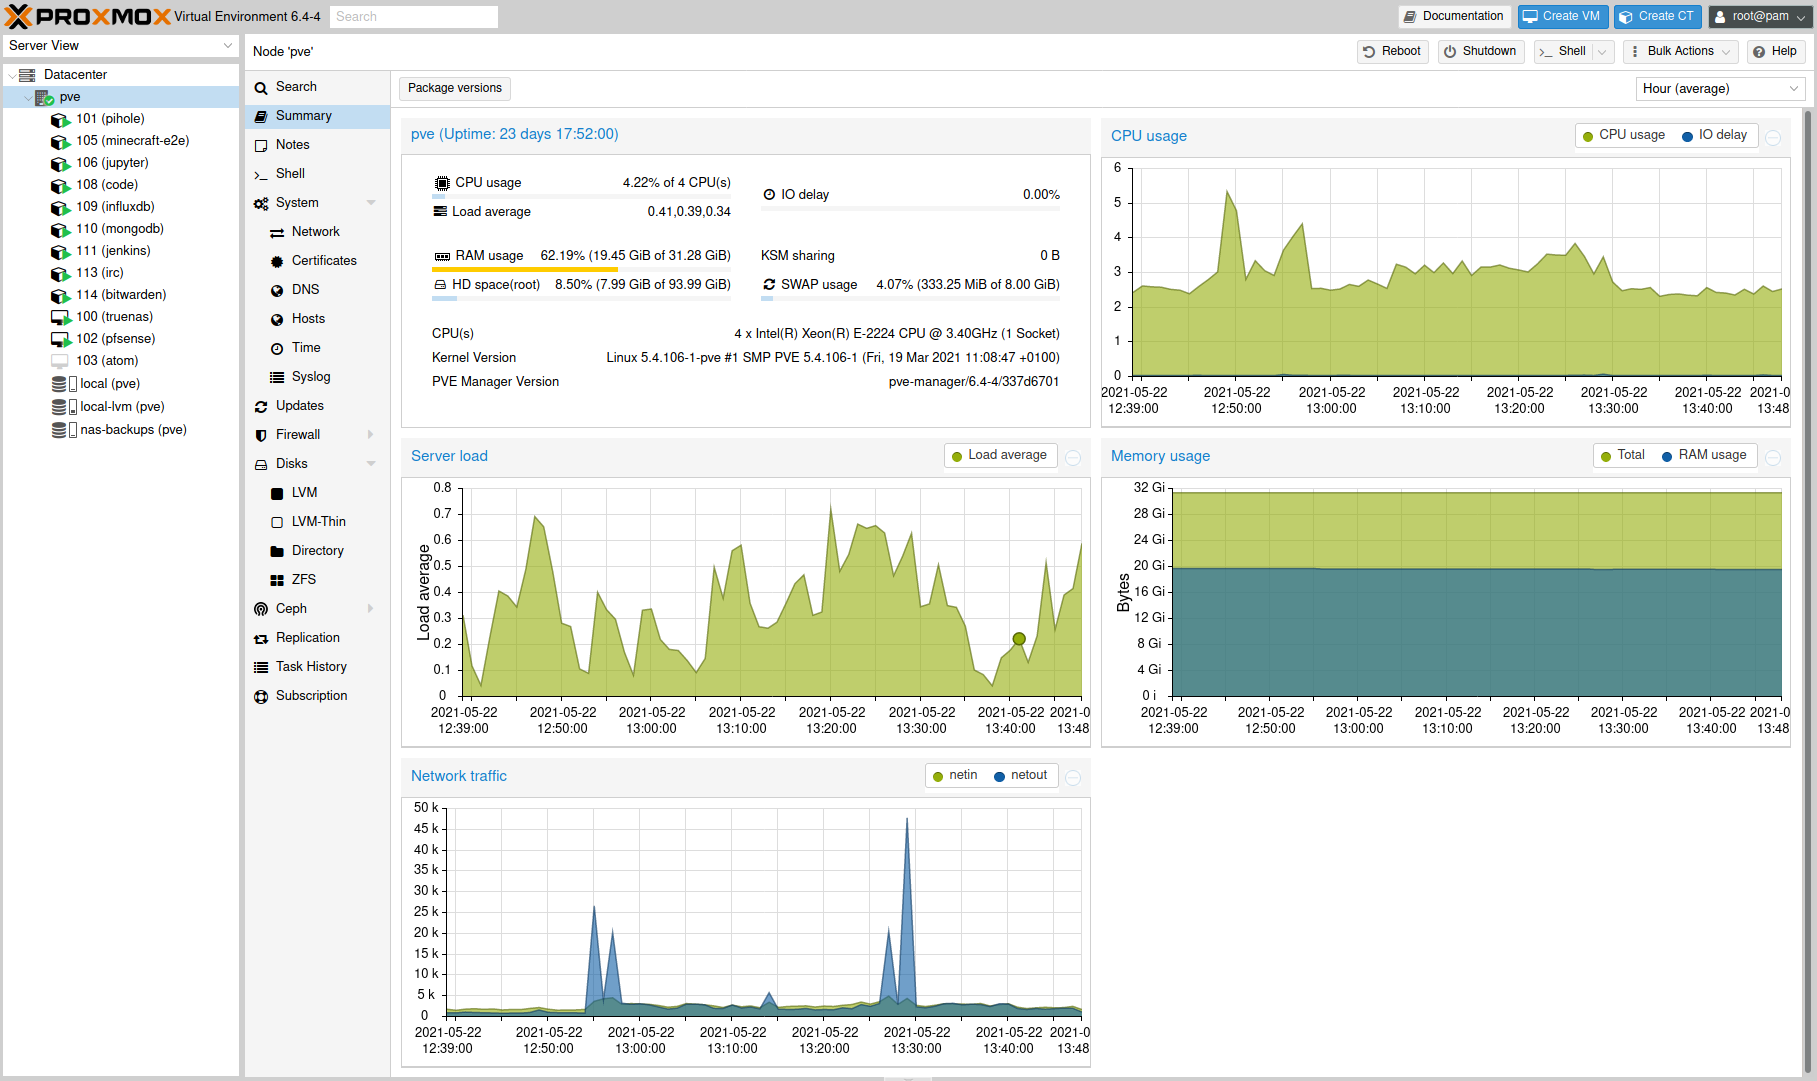 PROXMOX Virtual Environment 6.4-4 Search Documentation Create VM Create CT root@pam
Server View
Datacenter
pve
101 (pihole)
105 (minecraft-e2e)
106 (jupyter)
108 (code)
109 (influxdb)
110 (mongodb)
111 (jenkins)
113 (irc)
114 (bitwarden)
100 (truenas)
102 (pfsense)
103 (atom)
local (pve)
local-lvm (pve)
nas-backups (pve)
Node 'pve' Reboot Shutdown Shell Bulk Actions Help
Search
Summary
Notes
Shell
System
Network
Certificates
DNS
Hosts
Time
Syslog
Updates
Firewall
Disks
LVM
LVM-Thin
Directory
ZFS
Ceph
Replication
Task History
Subscription
Package versions Hour (average)
pve (Uptime: 23 days 17:52:00)
CPU usage 4.22% of 4 CPU(s)
IO delay 0.00%
Load average 0.41,0.39,0.34
RAM usage 62.19% (19.45 GiB of 31.28 GiB)
KSM sharing 0 B
HD space(root) 8.50% (7.99 GiB of 93.99 GiB)
SWAP usage 4.07% (333.25 MiB of 8.00 GiB)
CPU(s) 4 x Intel(R) Xeon(R) E-2224 CPU @ 3.40GHz (1 Socket)
Kernel Version Linux 5.4.106-1-pve #1 SMP PVE 5.4.106-1 (Fri, 19 Mar 2021 11:08:47 +0100)
PVE Manager Version pve-manager/6.4-4/337d6701
CPU usage CPU usage IO delay
6
5
4
3
2
1
0
2021-05-22 2021-05-22 2021-05-22 2021-05-22 2021-05-22 2021-05-22 2021-05-22 2021-0
12:39:00 12:50:00 13:00:00 13:10:00 13:20:00 13:30:00 13:40:00 13:48
Server load Load average
Load average
0.8
0.7
0.6
0.5
0.4
0.3
0.2
0.1
0
2021-05-22 2021-05-22 2021-05-22 2021-05-22 2021-05-22 2021-05-22 2021-05-22 2021-0
12:39:00 12:50:00 13:00:00 13:10:00 13:20:00 13:30:00 13:40:00 13:48
Memory usage Total RAM usage
Bytes
32 Gi
28 Gi
24 Gi
20 Gi
16 Gi
12 Gi
8 Gi
4 Gi
0 i
2021-05-22 2021-05-22 2021-05-22 2021-05-22 2021-05-22 2021-05-22 2021-05-22 2021-0
12:39:00 12:50:00 13:00:00 13:10:00 13:20:00 13:30:00 13:40:00 13:48
Network traffic netin netout
50 k
45 k
40 k
35 k
30 k
25 k
20 k
15 k
10 k
5 k
0
2021-05-22 2021-05-22 2021-05-22 2021-05-22 2021-05-22 2021-05-22 2021-05-22 2021-0
12:39:00 12:50:00 13:00:00 13:10:00 13:20:00 13:30:00 13:40:00 13:48